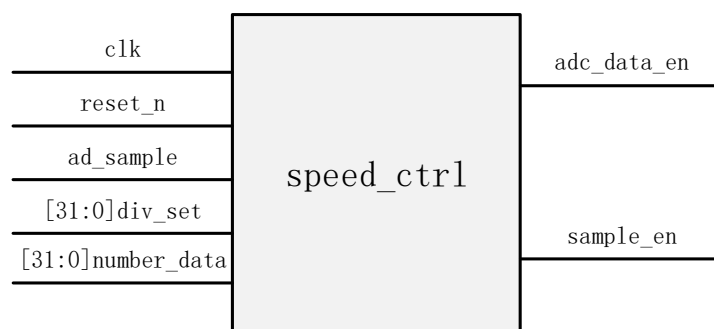 clk
reset_n
ad_sample
[31:0]div_set
[31:0]number_data
speed_ctrl
adc_data_en
sample_en